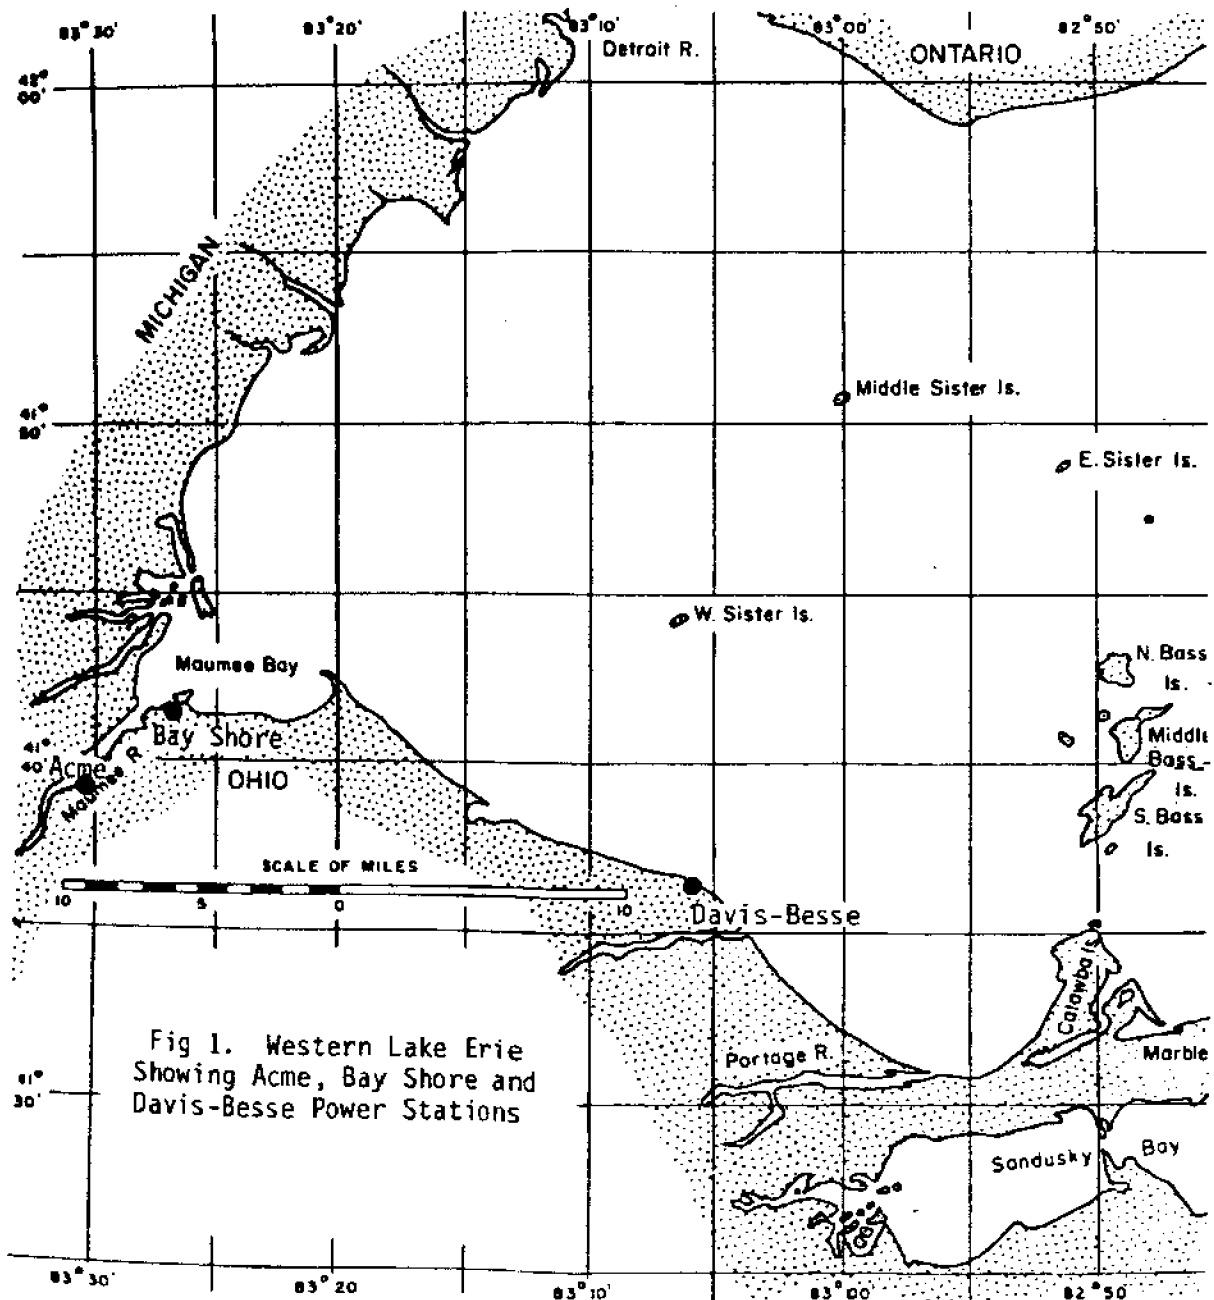 83° 30'
83° 20'
83° 10'
83° 00'
82° 50'
Detroit R.
ONTARIO
42°
00'
MICHIGAN
Middle Sister Is.
41°
50'
E. Sister Is.
W. Sister Is.
N. Bass
Is.
Maumee Bay
Bay Shore
Middle
Bass
Is.
41°
40'
Acme
Maumee R.
OHIO
S. Bass
Is.
SCALE OF MILES
10 5 0 10
Davis-Besse
Catawba Is.
Fig 1. Western Lake Erie
Showing Acme, Bay Shore and
Davis-Besse Power Stations
Portage R.
Marble
41°
30'
Sandusky Bay
83° 30'
83° 20'
83° 10'
83° 00'
82° 50'